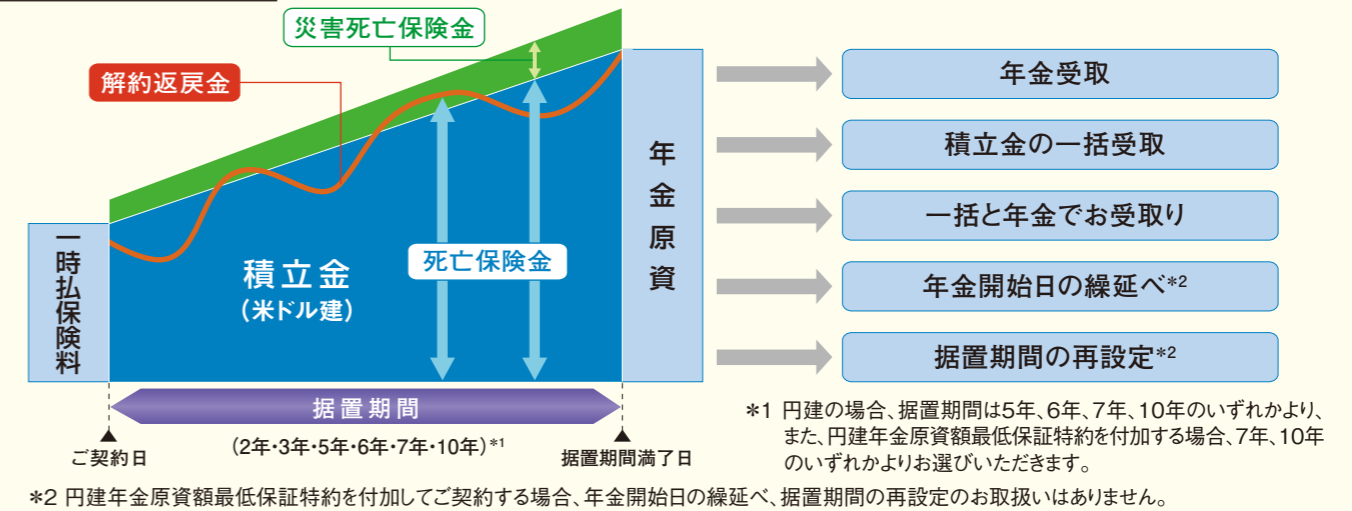 災害死亡保険金
解約返戻金
年金受取
積立金の一括受取
一括と年金でお受取り
年金開始日の繰延べ*2
据置期間の再設定*2
年金原資
一時払保険料
死亡保険金
積立金
(米ドル建)
据置期間
(2年・3年・5年・6年・7年・10年)*1
ご契約日
据置期間満了日
*1 円建の場合、据置期間は5年、6年、7年、10年のいずれかより、
また、円建年金原資額最低保証特約を付加する場合、7年、10年
のいずれかよりお選びいただきます。
*2 円建年金原資額最低保証特約を付加してご契約する場合、年金開始日の繰延べ、据置期間の再設定のお取扱いはありません。